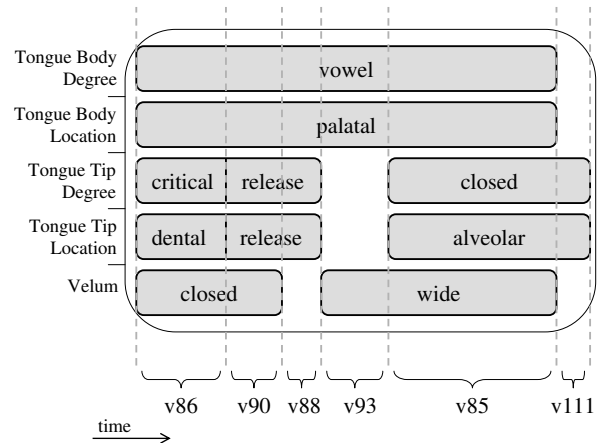 Tongue Body
Degree
vowel
Tongue Body
Location
palatal
Tongue Tip
Degree
critical release closed
Tongue Tip
Location
dental release alveolar
Velum
closed wide
v86 v90 v88 v93 v85 v111
time